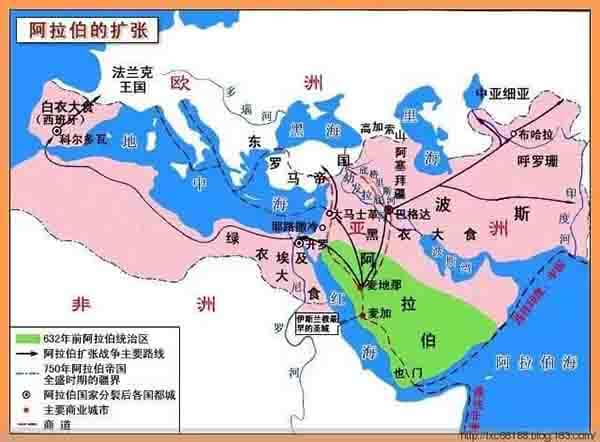 阿拉伯的扩张
欧洲
法兰克
王国
白衣大食
(西班牙)
科尔多瓦
多瑙河
黑海
高加索山
里海
中亚细亚
布哈拉
呼罗珊
地中海
东罗马帝国
阿塞拜疆
底格里斯河
幼发拉底河
大马士革
巴格达
波斯
印度河
耶路撒冷
亚洲
黑衣大食
波斯湾
绿衣大食
埃及
开罗
尼罗河
非洲
红海
阿拉伯
麦地那
麦加
伊斯兰教最
早的圣城
也门
阿拉伯海
632年前阿拉伯统治区
阿拉伯扩张战争主要路线
750年阿拉伯帝国
全盛时期的疆界
阿拉伯国家分裂后各国都城
主要商业城市
商道
http://txc68188.blog.163.com/